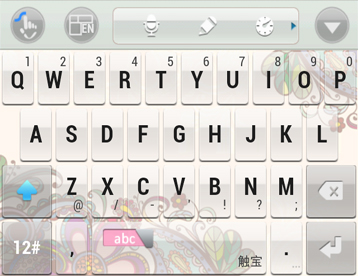 EN
1 2 3 4 5 6 7 8 9 0
Q W E R T Y U I O P
A S D F G H J K L
Z X C V B N M
@ / - ' ! ? ;
12# , abc 触宝 .